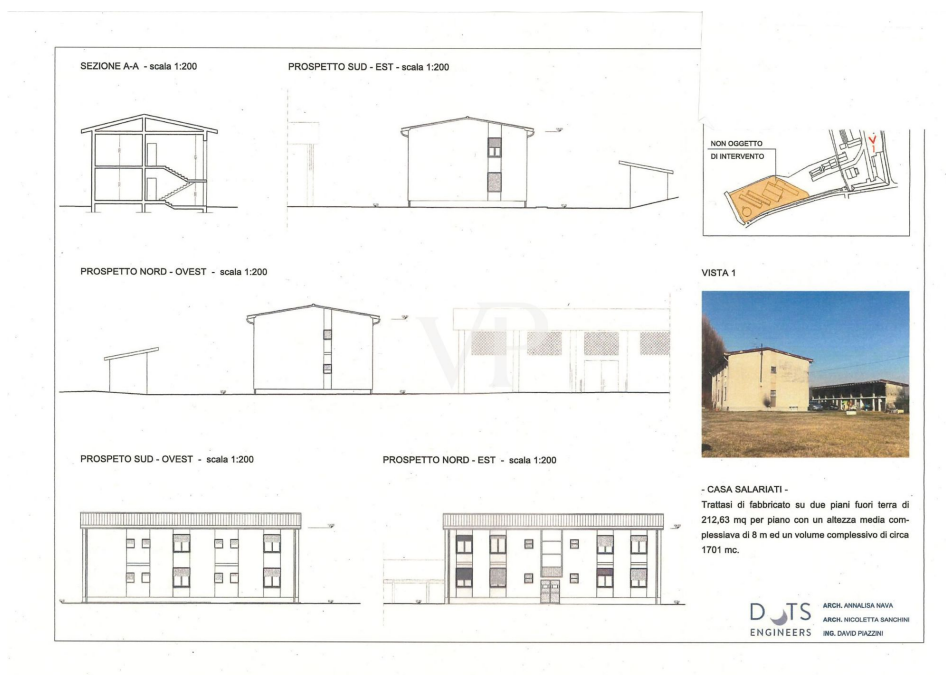 SEZIONE A-A - scala 1:200
PROSPETTO SUD - EST - scala 1:200
NON OGGETTO
DI INTERVENTO
PROSPETTO NORD - OVEST - scala 1:200
VISTA 1
VP
PROSPETO SUD - OVEST - scala 1:200
PROSPETTO NORD - EST - scala 1:200
- CASA SALARIATI -
Trattasi di fabbricato su due piani fuori terra di
212,63 mq per piano con un altezza media com-
plessiava di 8 m ed un volume complessivo di circa
1701 mc.
DOTS
ENGINEERS
ARCH. ANNALISA NAVA
ARCH. NICOLETTA SANCHINI
ING. DAVID PIAZZINI